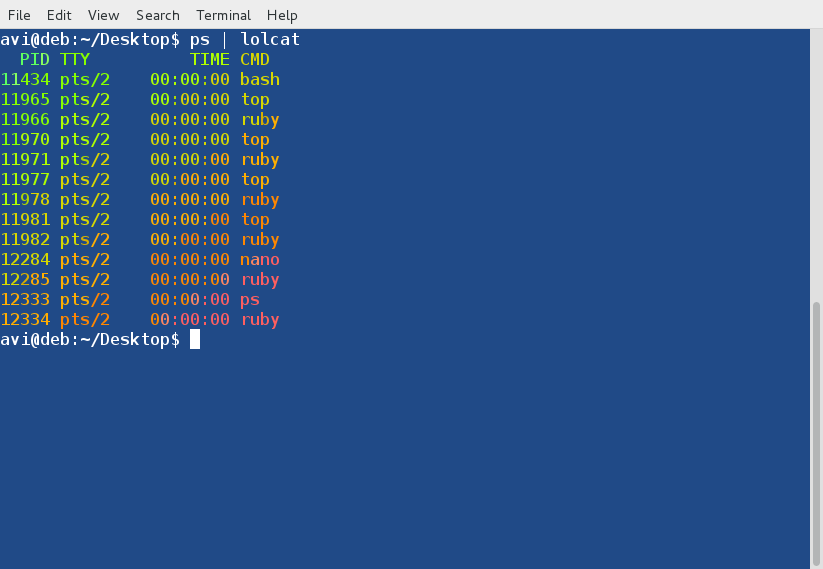 File Edit View Search Terminal Help
avi@deb:~/Desktop$ ps | lolcat
  PID TTY          TIME CMD
11434 pts/2    00:00:00 bash
11965 pts/2    00:00:00 top
11966 pts/2    00:00:00 ruby
11970 pts/2    00:00:00 top
11971 pts/2    00:00:00 ruby
11977 pts/2    00:00:00 top
11978 pts/2    00:00:00 ruby
11981 pts/2    00:00:00 top
11982 pts/2    00:00:00 ruby
12284 pts/2    00:00:00 nano
12285 pts/2    00:00:00 ruby
12333 pts/2    00:00:00 ps
12334 pts/2    00:00:00 ruby
avi@deb:~/Desktop$